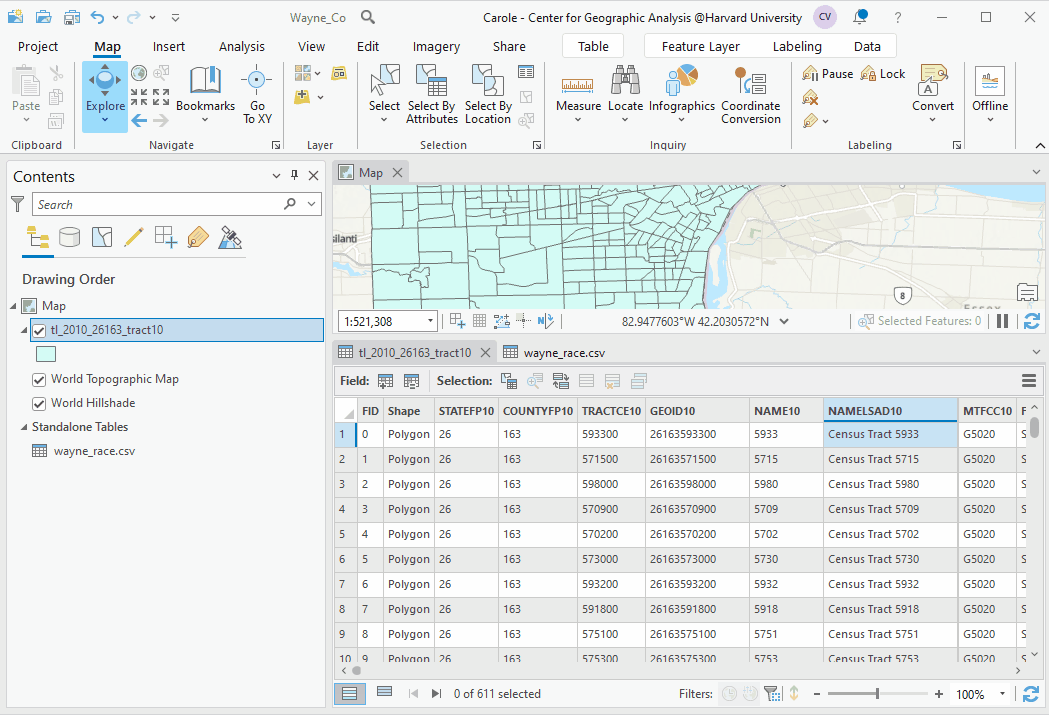 Wayne_Co
Carole - Center for Geographic Analysis @Harvard University
CV
?
Project Map Insert Analysis View Edit Imagery Share Table Feature Layer Labeling Data
Paste
Explore
Bookmarks
Go To XY
Select
Select By Attributes
Select By Location
Measure
Locate
Infographics
Coordinate Conversion
Pause
Lock
Convert
Offline
Clipboard Navigate Layer Selection Inquiry Labeling
Contents
Search
Drawing Order
Map
tl_2010_26163_tract10
World Topographic Map
World Hillshade
Standalone Tables
wayne_race.csv
Map
silanti
8
Essex
1:521,308
82.9477603°W 42.2030572°N
Selected Features: 0
tl_2010_26163_tract10 wayne_race.csv
Field: Selection:
FID Shape STATEFP10 COUNTYFP10 TRACTCE10 GEOID10 NAME10 NAMELSAD10 MTFCC10 F
1 0 Polygon 26 163 593300 26163593300 5933 Census Tract 5933 G5020 S
2 1 Polygon 26 163 571500 26163571500 5715 Census Tract 5715 G5020 S
3 2 Polygon 26 163 598000 26163598000 5980 Census Tract 5980 G5020 S
4 3 Polygon 26 163 570900 26163570900 5709 Census Tract 5709 G5020 S
5 4 Polygon 26 163 570200 26163570200 5702 Census Tract 5702 G5020 S
6 5 Polygon 26 163 573000 26163573000 5730 Census Tract 5730 G5020 S
7 6 Polygon 26 163 593200 26163593200 5932 Census Tract 5932 G5020 S
8 7 Polygon 26 163 591800 26163591800 5918 Census Tract 5918 G5020 S
9 8 Polygon 26 163 575100 26163575100 5751 Census Tract 5751 G5020 S
10 9 Polygon 26 163 575300 26163575300 5753 Census Tract 5753 G5020 S
0 of 611 selected
Filters:
100%